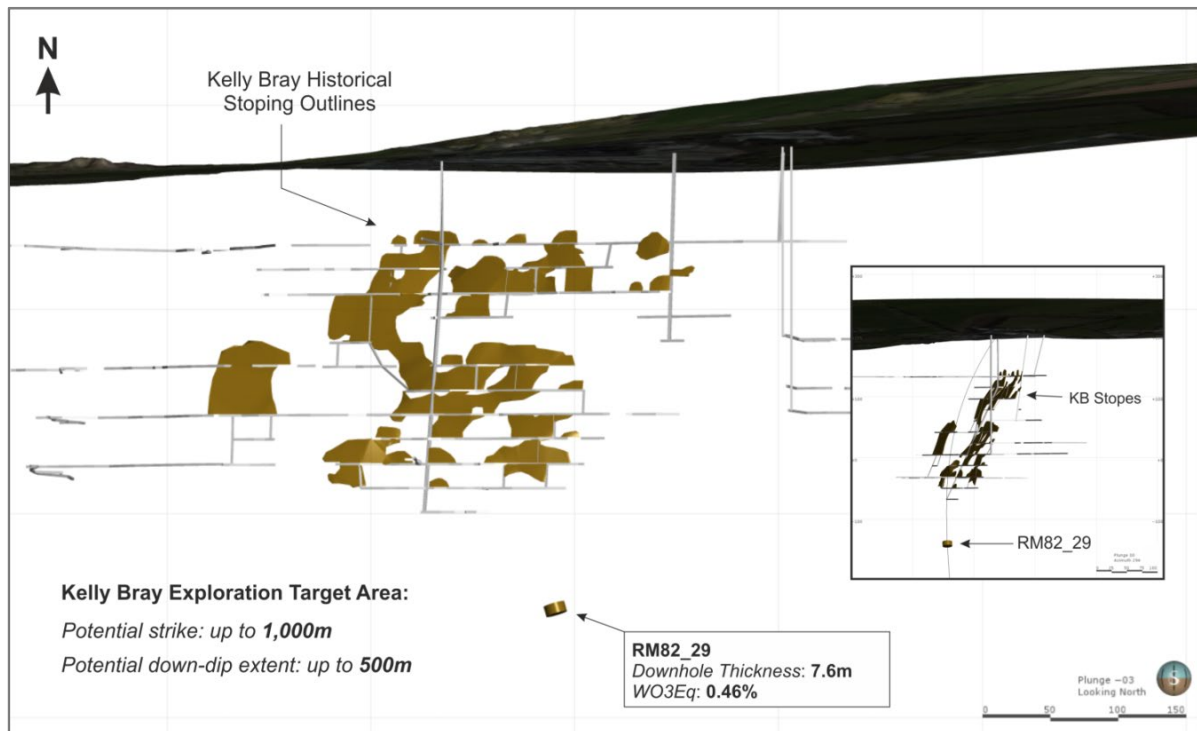 N
Kelly Bray Historical
Stoping Outlines
KB Stopes
RM82_29
Kelly Bray Exploration Target Area:
Potential strike: up to 1,000m
Potential down-dip extent: up to 500m
RM82_29
Downhole Thickness: 7.6m
WO3Eq: 0.46%
Plunge -03
Looking North
S
0 50 100 150